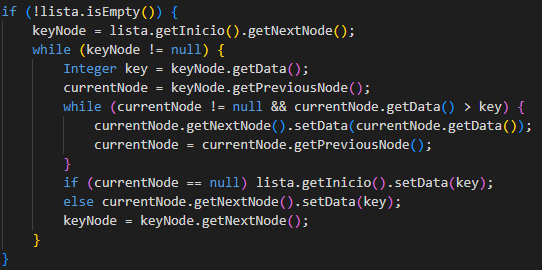 if (!lista.isEmpty()) {
    keyNode = lista.getInicio().getNextNode();
    while (keyNode != null) {
        Integer key = keyNode.getData();
        currentNode = keyNode.getPreviousNode();
        while (currentNode != null && currentNode.getData() > key) {
            currentNode.getNextNode().setData(currentNode.getData());
            currentNode = currentNode.getPreviousNode();
        }
        if (currentNode == null) lista.getInicio().setData(key);
        else currentNode.getNextNode().setData(key);
        keyNode = keyNode.getNextNode();
    }
}